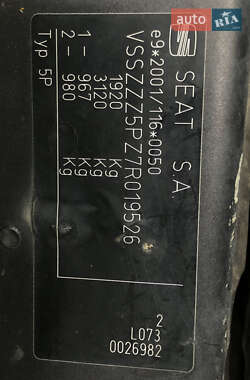 AUTO
RIA
SEAT S.A.
e9*2001/116*0050
VSSZZZ5PZ7R019526
1920 Kg
3120 Kg
1 - 967 Kg
2 - 980 Kg
Typ 5P
2
L073
0026982